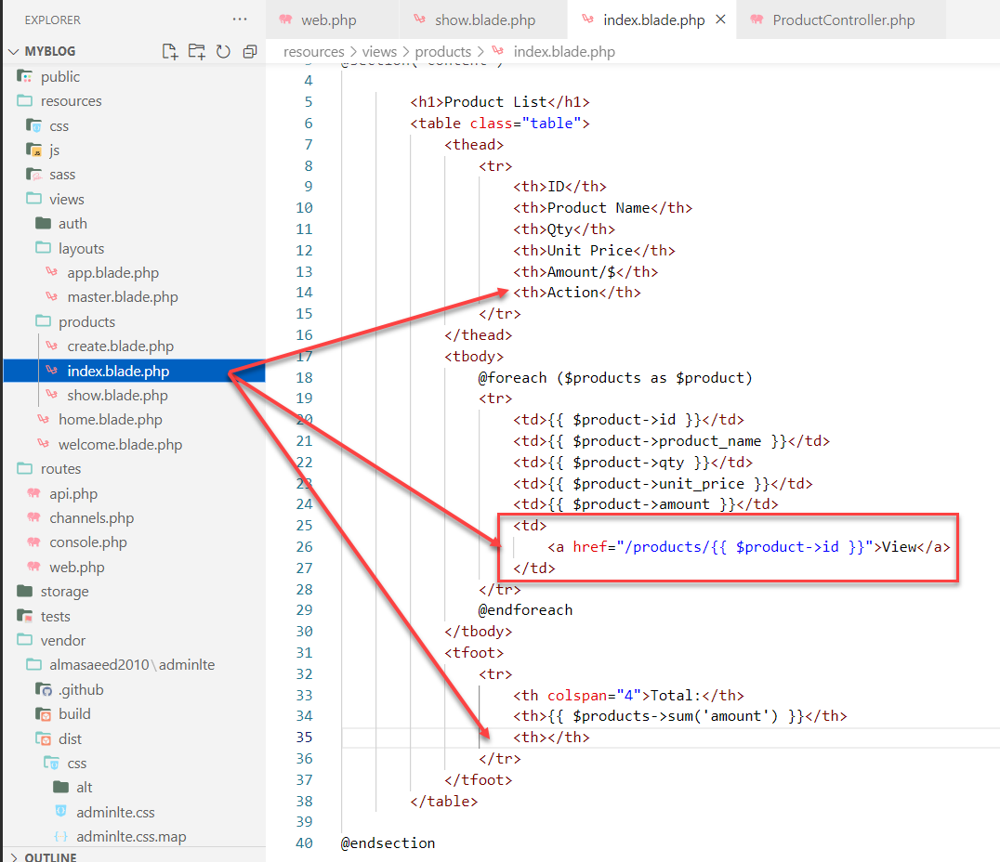 EXPLORER
···
web.php
show.blade.php
index.blade.php
ProductController.php
MYBLOG
resources > views > products > index.blade.php
public
resources
css
js
sass
views
auth
layouts
app.blade.php
master.blade.php
products
create.blade.php
index.blade.php
show.blade.php
home.blade.php
welcome.blade.php
routes
api.php
channels.php
console.php
web.php
storage
tests
vendor
almasaeed2010\adminlte
.github
build
dist
css
alt
adminlte.css
adminlte.css.map
OUTLINE
4
5 <h1>Product List</h1>
6 <table class="table">
7 <thead>
8 <tr>
9 <th>ID</th>
10 <th>Product Name</th>
11 <th>Qty</th>
12 <th>Unit Price</th>
13 <th>Amount/$</th>
14 <th>Action</th>
15 </tr>
16 </thead>
17 <tbody>
18 @foreach ($products as $product)
19 <tr>
20 <td>{{ $product->id }}</td>
21 <td>{{ $product->product_name }}</td>
22 <td>{{ $product->qty }}</td>
23 <td>{{ $product->unit_price }}</td>
24 <td>{{ $product->amount }}</td>
25 <td>
26 <a href="/products/{{ $product->id }}">View</a>
27 </td>
28 </tr>
29 @endforeach
30 </tbody>
31 <tfoot>
32 <tr>
33 <th colspan="4">Total:</th>
34 <th>{{ $products->sum('amount') }}</th>
35 <th></th>
36 </tr>
37 </tfoot>
38 </table>
39
40 @endsection